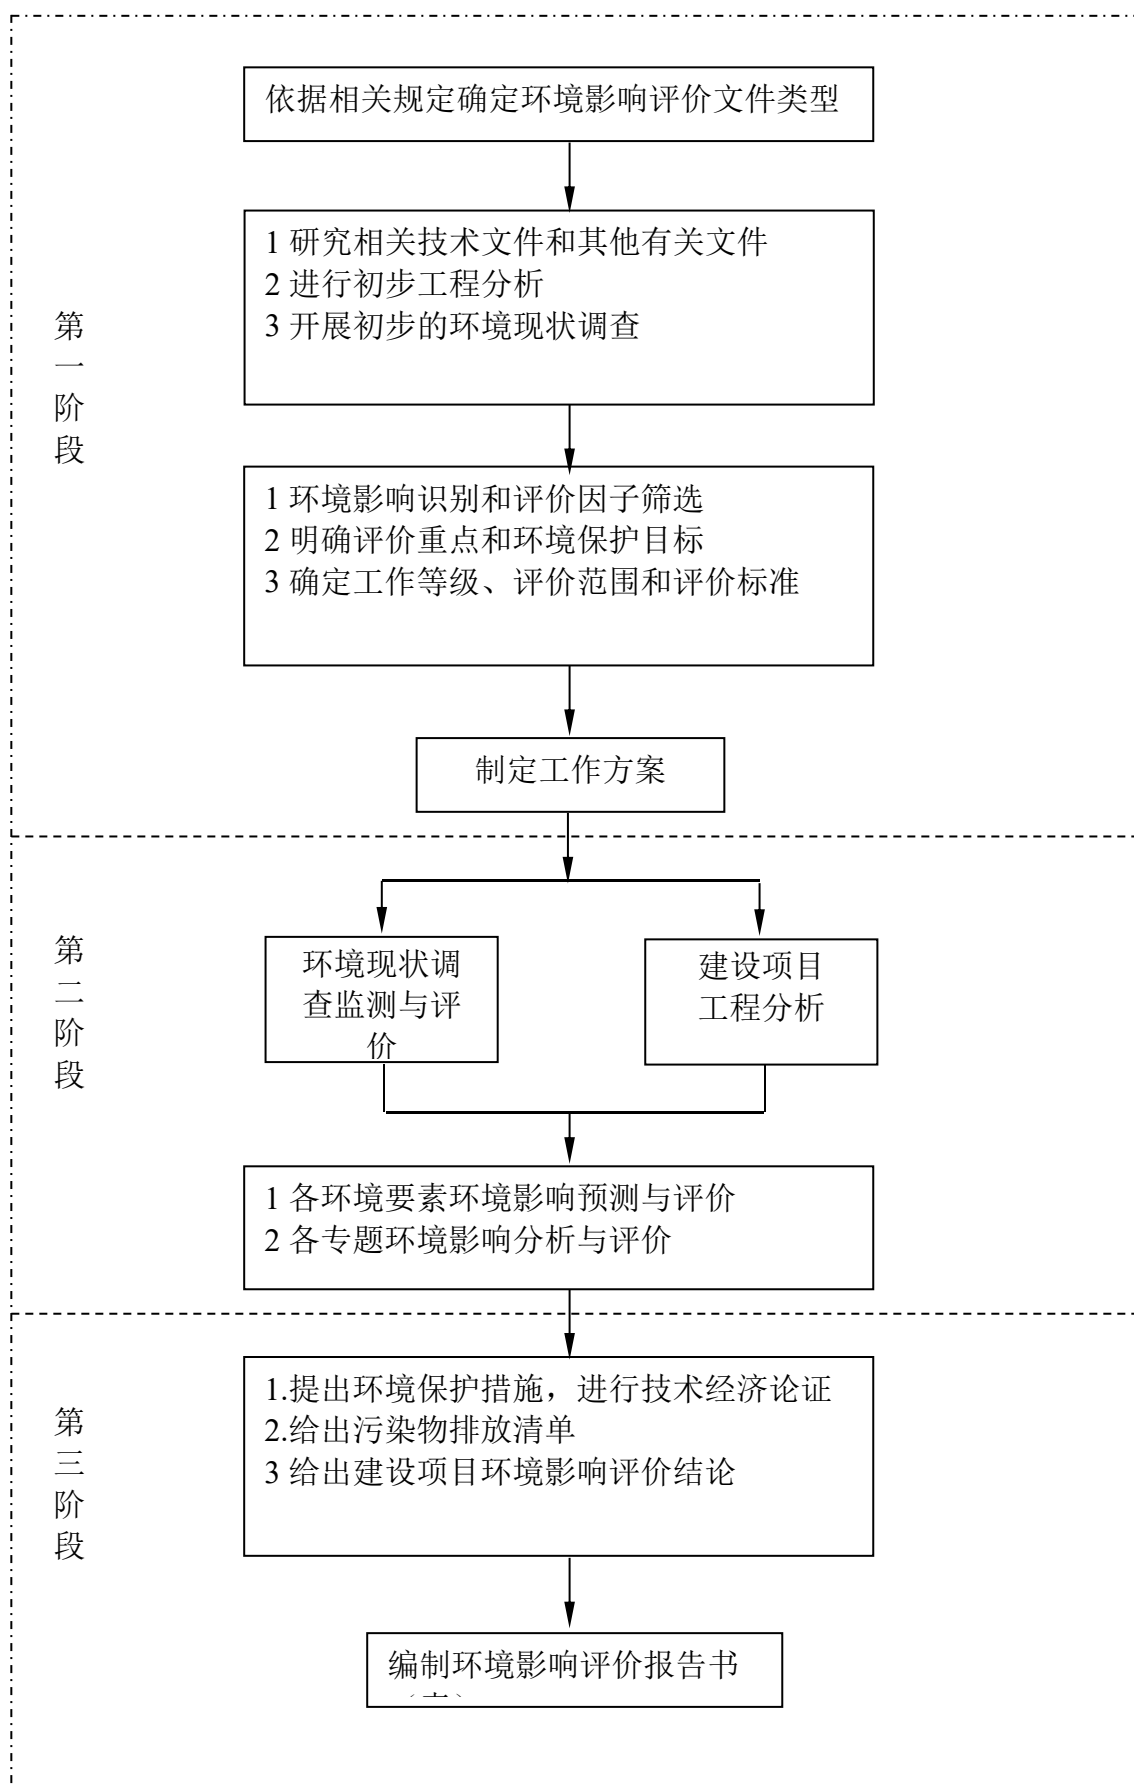 依据相关规定确定环境影响评价文件类型
1 研究相关技术文件和其他有关文件
2 进行初步工程分析
3 开展初步的环境现状调查
第
一
阶
段
1 环境影响识别和评价因子筛选
2 明确评价重点和环境保护目标
3 确定工作等级、评价范围和评价标准
制定工作方案
第
二
阶
段
环境现状调
查监测与评
价
建设项目
工程分析
1 各环境要素环境影响预测与评价
2 各专题环境影响分析与评价
第
三
阶
段
1.提出环境保护措施，进行技术经济论证
2.给出污染物排放清单
3 给出建设项目环境影响评价结论
编制环境影响评价报告书